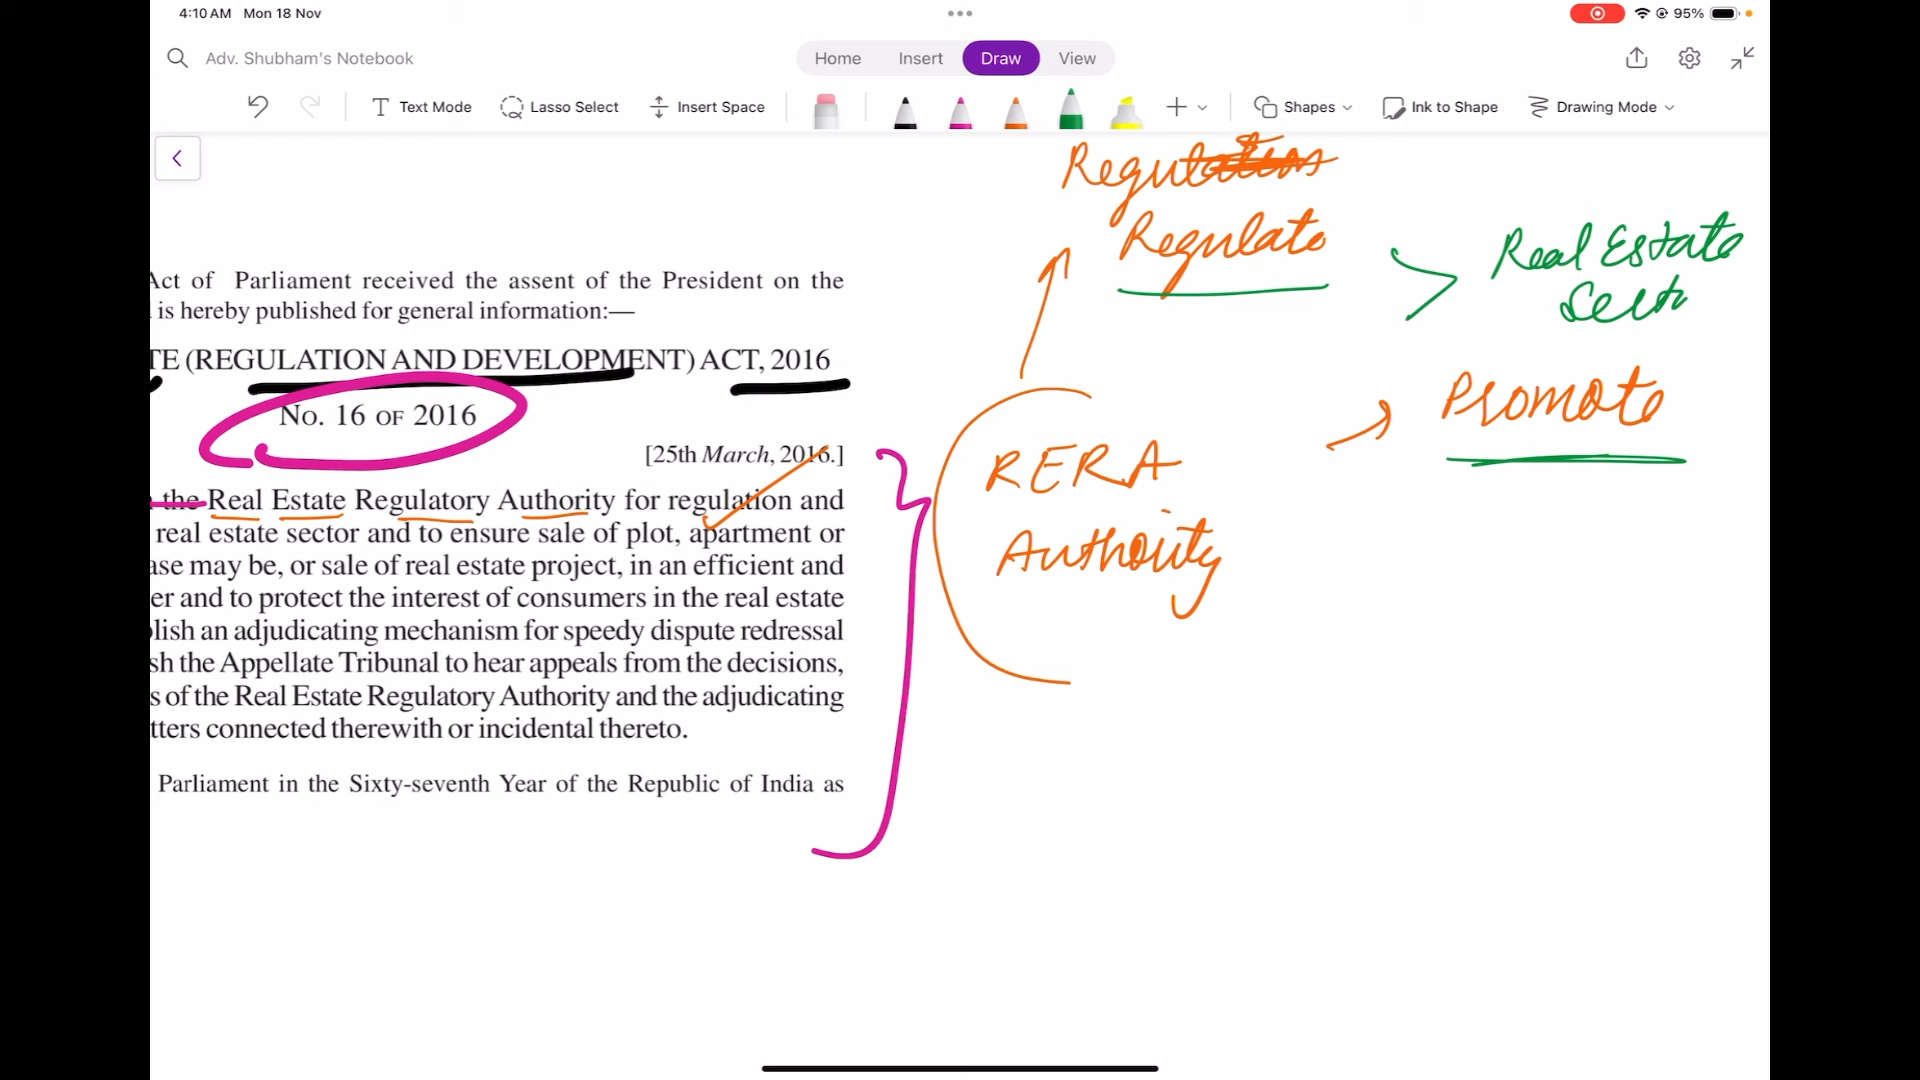 4:10 AM Mon 18 Nov
95%
Adv. Shubham's Notebook
Home Insert Draw View
Text Mode Lasso Select Insert Space Shapes Ink to Shape Drawing Mode
Act of Parliament received the assent of the President on the
is hereby published for general information:—
TE (REGULATION AND DEVELOPMENT) ACT, 2016
NO. 16 OF 2016
[25th March, 2016.]
the Real Estate Regulatory Authority for regulation and
real estate sector and to ensure sale of plot, apartment or
ase may be, or sale of real estate project, in an efficient and
er and to protect the interest of consumers in the real estate
lish an adjudicating mechanism for speedy dispute redressal
sh the Appellate Tribunal to hear appeals from the decisions,
s of the Real Estate Regulatory Authority and the adjudicating
tters connected therewith or incidental thereto.
Parliament in the Sixty-seventh Year of the Republic of India as
Regulate
Real Estate
Promote
RERA
Authority